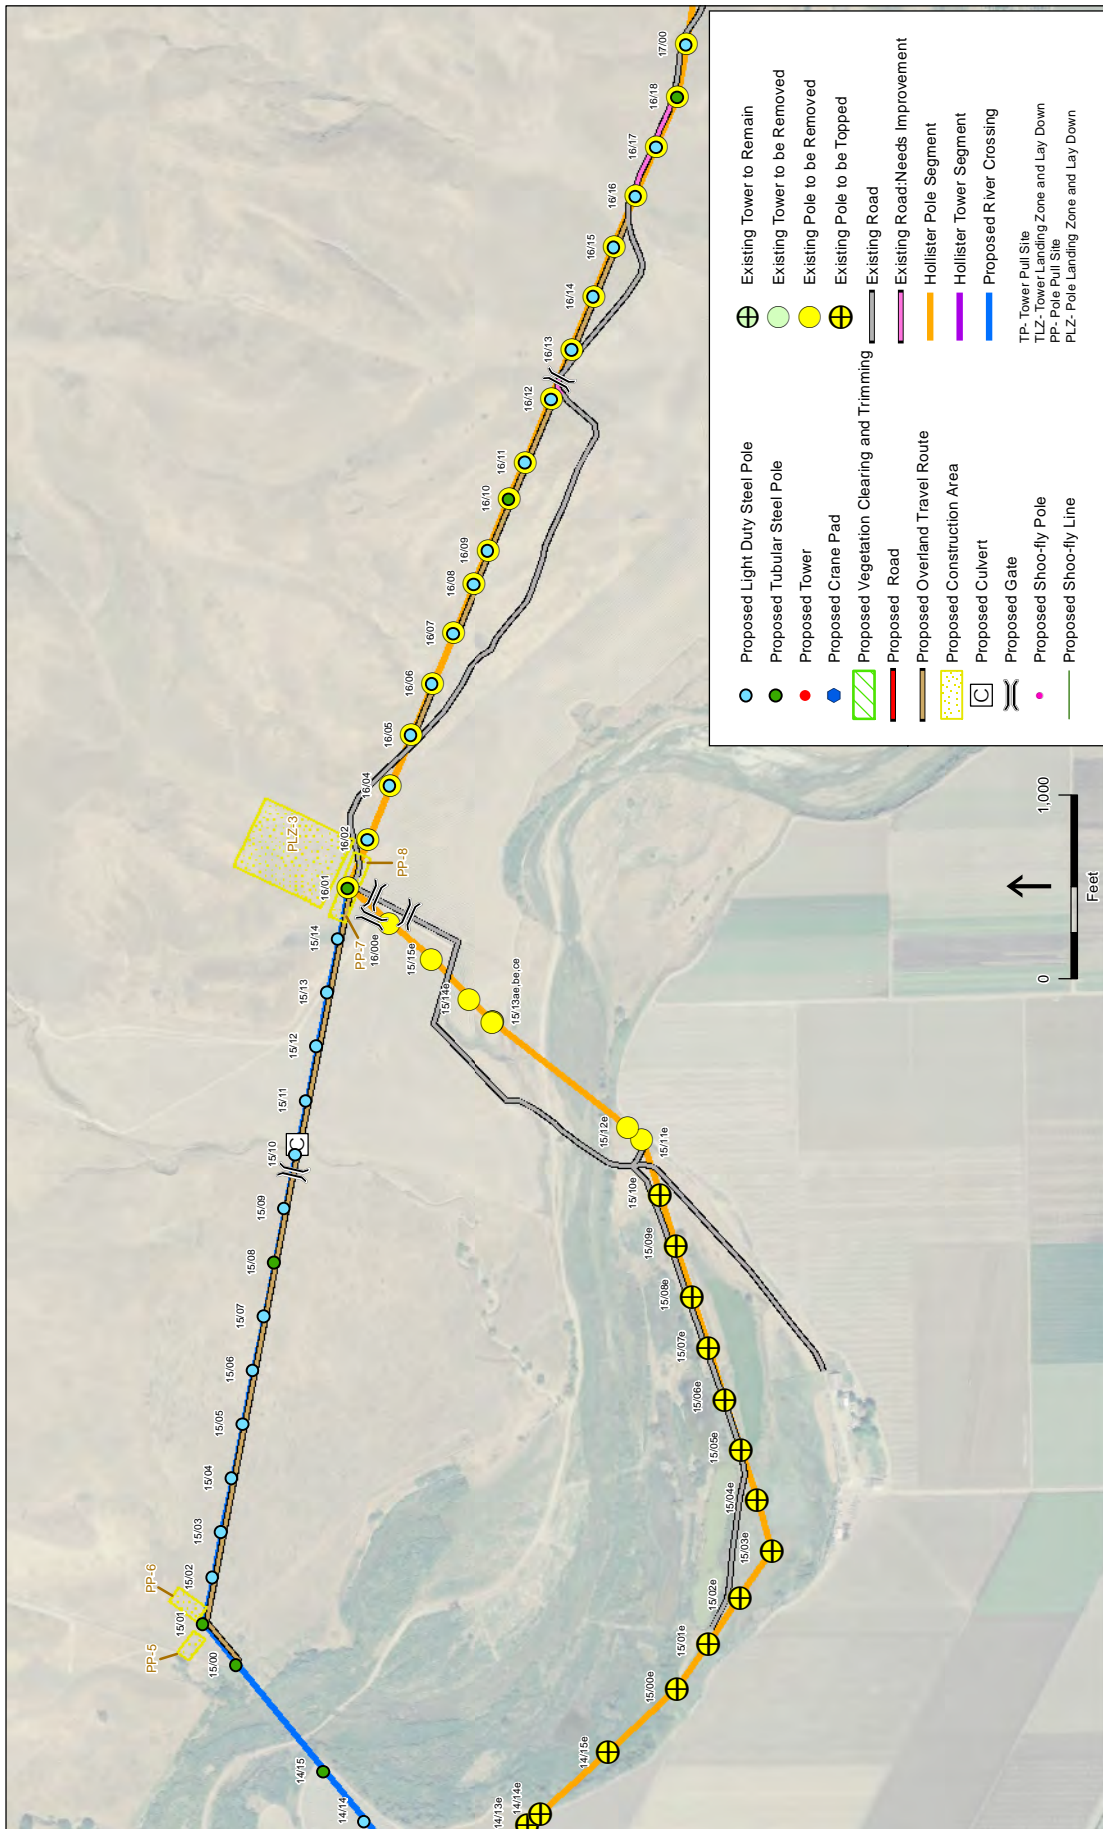 14/14
14/15
15/00
15/01
PP-5
PP-6
15/02
15/03
15/04
15/05
15/06
15/07
15/08
15/09
15/10
C
15/11
15/12
15/13
15/14
PP-7
16/01
PLZ-3
PP-8
16/02
16/04
16/05
16/06
16/07
16/08
16/09
16/10
16/11
16/12
16/13
16/14
16/15
16/16
16/17
16/18
17/00
14/13e
14/14e
14/15e
15/00e
15/01e
15/02e
15/03e
15/04e
15/05e
15/06e
15/07e
15/08e
15/09e
15/10e
15/11e
15/12e
15/13ae,be,ce
15/14e
15/15e
16/00e
0
1,000
Feet
Proposed Light Duty Steel Pole
Proposed Tubular Steel Pole
Proposed Tower
Proposed Crane Pad
Proposed Vegetation Clearing and Trimming
Proposed Road
Proposed Overland Travel Route
Proposed Construction Area
C
Proposed Culvert
Proposed Gate
Proposed Shoo-fly Pole
Proposed Shoo-fly Line
Existing Tower to Remain
Existing Tower to be Removed
Existing Pole to be Removed
Existing Pole to be Topped
Existing Road
Existing Road:Needs Improvement
Hollister Pole Segment
Hollister Tower Segment
Proposed River Crossing
TP- Tower Pull Site
TLZ- Tower Landing Zone and Lay Down
PP- Pole Pull Site
PLZ- Pole Landing Zone and Lay Down